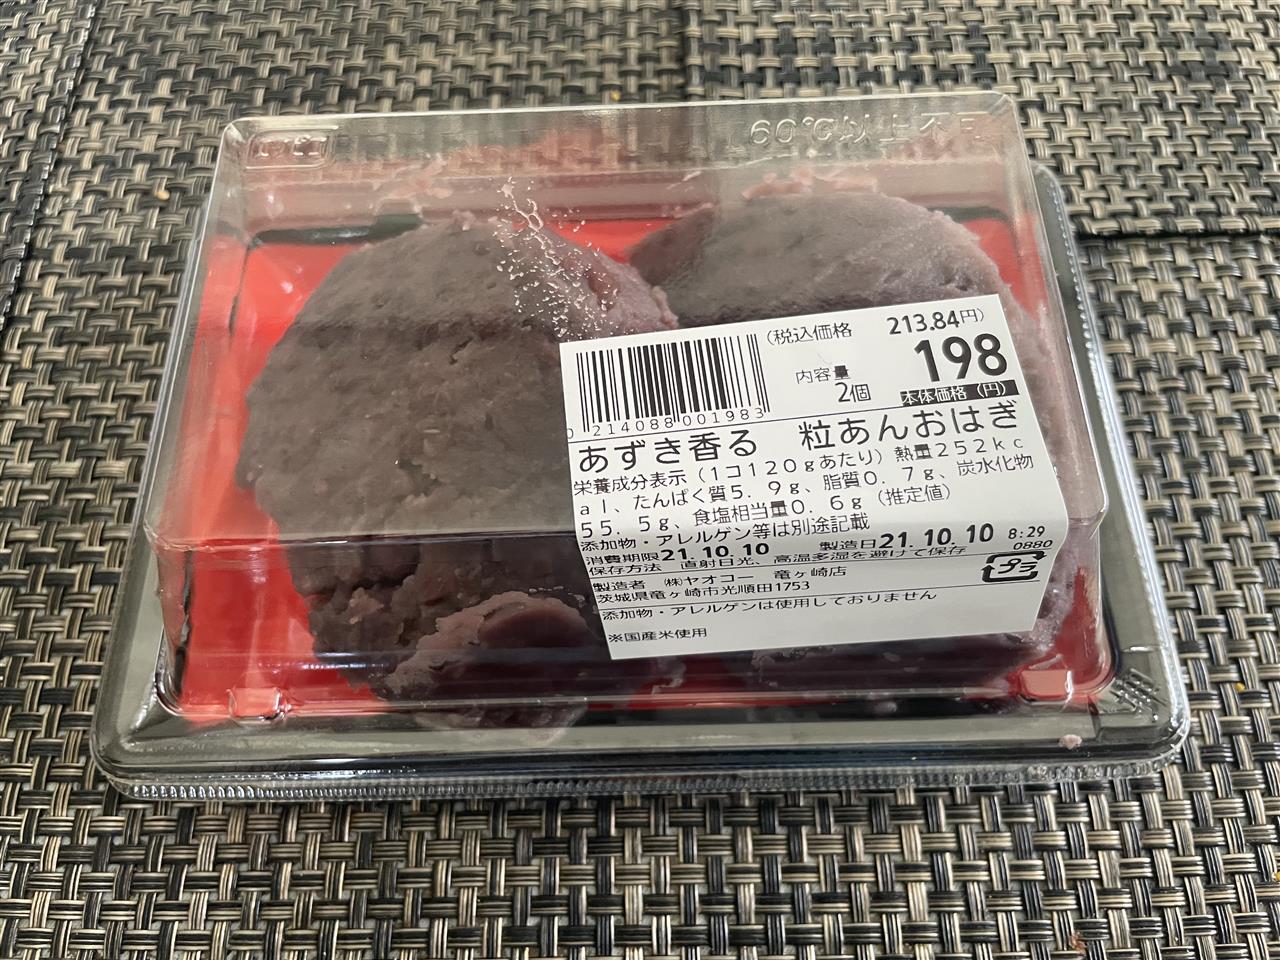 60℃以上不可
(税込価格 213.84円)
198
内容量
2個
本体価格(円)
0 214088 001983
あずき香る 粒あんおはぎ
栄養成分表示(1コ120gあたり)熱量252kc
al、たんぱく質5.9g、脂質0.7g、炭水化物
55.5g、食塩相当量0.6g(推定値)
添加物・アレルゲン等は別途記載
消費期限21.10.10 製造日21.10.10 8:29
保存方法 直射日光、高温多湿を避けて保存 0880
プラ
製造者 ㈱ヤオコー 竜ヶ崎店
茨城県竜ヶ崎市光順田1753
添加物・アレルゲンは使用しておりません
※国産米使用